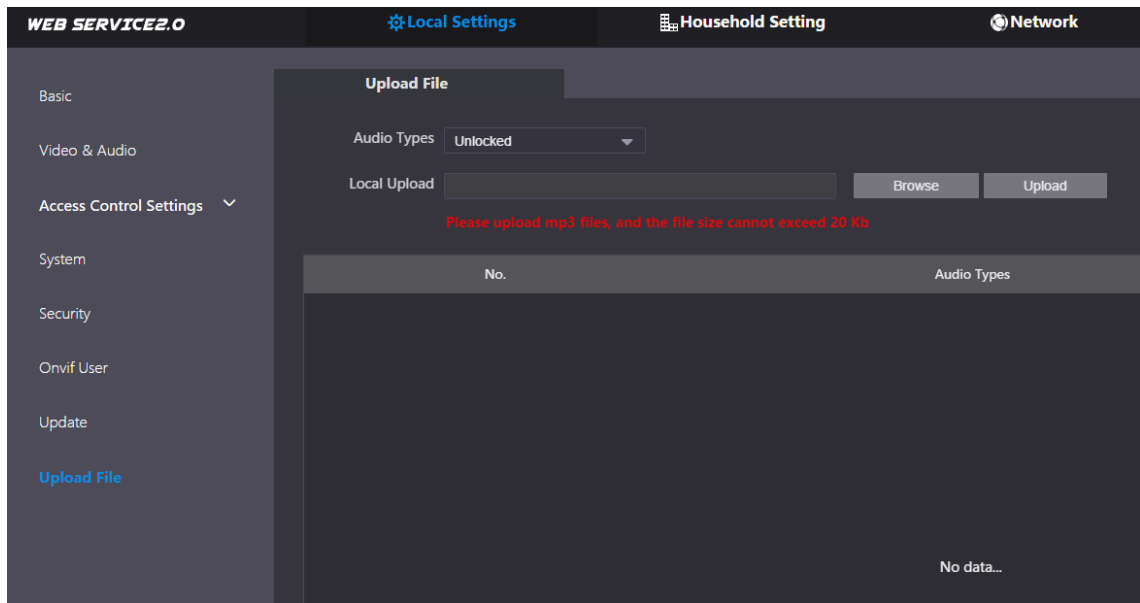 WEB SERVICE2.0
Local Settings
Household Setting
Network
Basic
Video & Audio
Access Control Settings
System
Security
Onvif User
Update
Upload File
Upload File
Audio Types Unlocked
Local Upload Browse Upload
Please upload mp3 files, and the file size cannot exceed 20 Kb
No. Audio Types
No data...